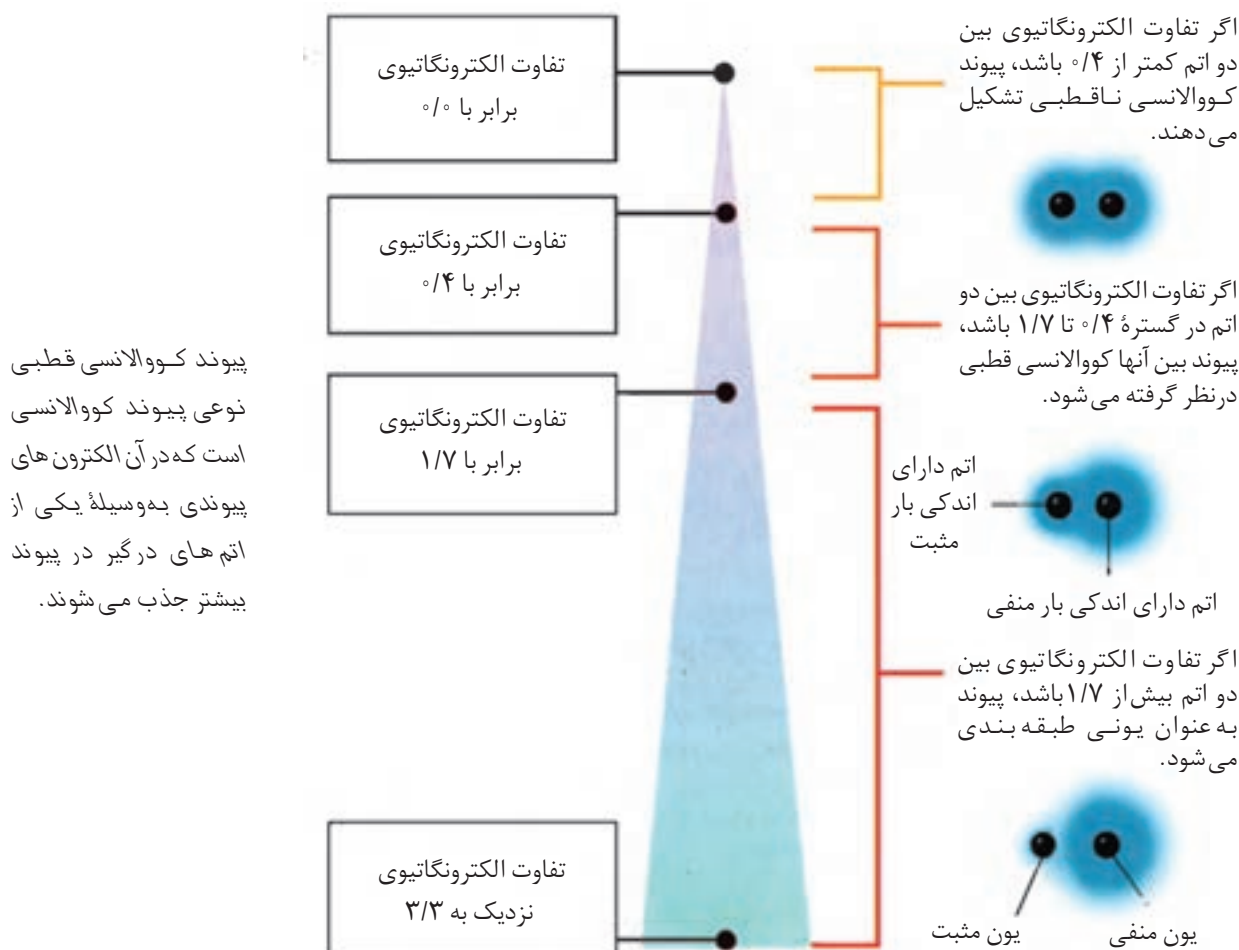 اگر تفاوت الکترونگاتیوی بین
دو اتم کمتر از ۰/۴ باشد، پیوند
کووالانسی ناقطبی تشکیل
می‌دهند.
تفاوت الکترونگاتیوی
برابر با ۰/۰
تفاوت الکترونگاتیوی
برابر با ۰/۴
اگر تفاوت الکترونگاتیوی بین دو
اتم در گسترهٔ ۰/۴ تا ۱/۷ باشد،
پیوند بین آنها کووالانسی قطبی
درنظر گرفته می‌شود.
تفاوت الکترونگاتیوی
برابر با ۱/۷
اتم دارای
اندکی بار
مثبت
اتم دارای اندکی بار منفی
اگر تفاوت الکترونگاتیوی بین
دو اتم بیش از ۱/۷ باشد، پیوند
به عنوان یونی طبقه بندی
می‌شود.
تفاوت الکترونگاتیوی
نزدیک به ۳/۳
یون منفی
یون مثبت
پیوند کووالانسی قطبی
نوعی پیوند کووالانسی
است که در آن الکترون های
پیوندی به‌وسیلهٔ یکی از
اتم های درگیر در پیوند
بیشتر جذب می‌شوند.